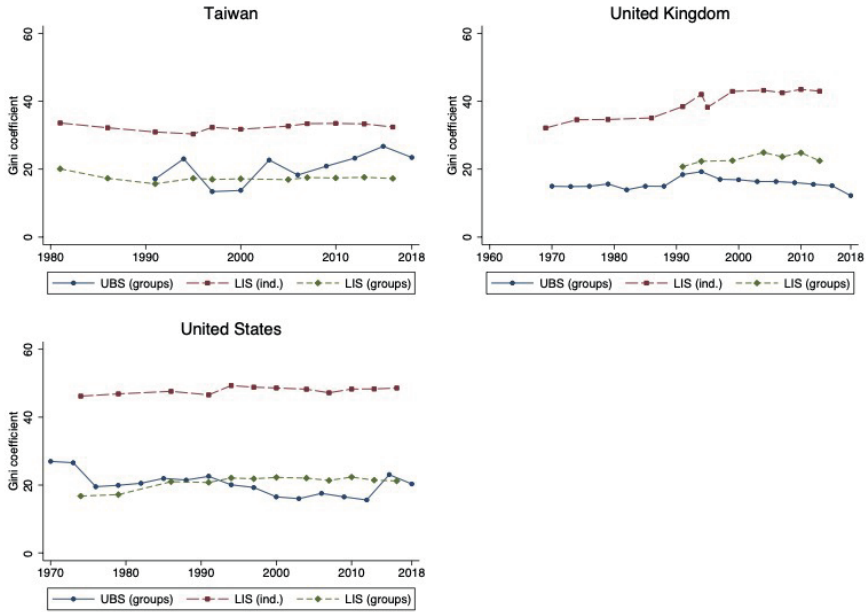 Taiwan
Gini coefficient
60
40
20
0
1980 1990 2000 2010 2018
UBS (groups) LIS (ind.) LIS (groups)
United Kingdom
Gini coefficient
60
40
20
0
1960 1970 1980 1990 2000 2010 2018
UBS (groups) LIS (ind.) LIS (groups)
United States
Gini coefficient
60
40
20
0
1970 1980 1990 2000 2010 2018
UBS (groups) LIS (ind.) LIS (groups)